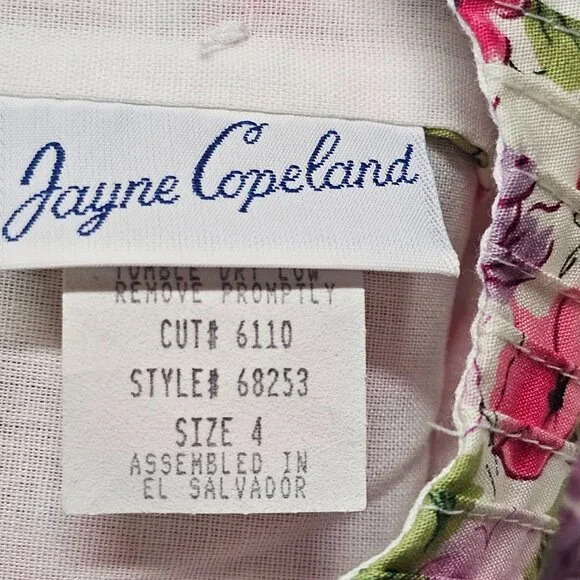 Jayne Copeland
TUMBLE DRY LOW
REMOVE PROMPTLY
CUT# 6110
STYLE# 68253
SIZE 4
ASSEMBLED IN
EL SALVADOR